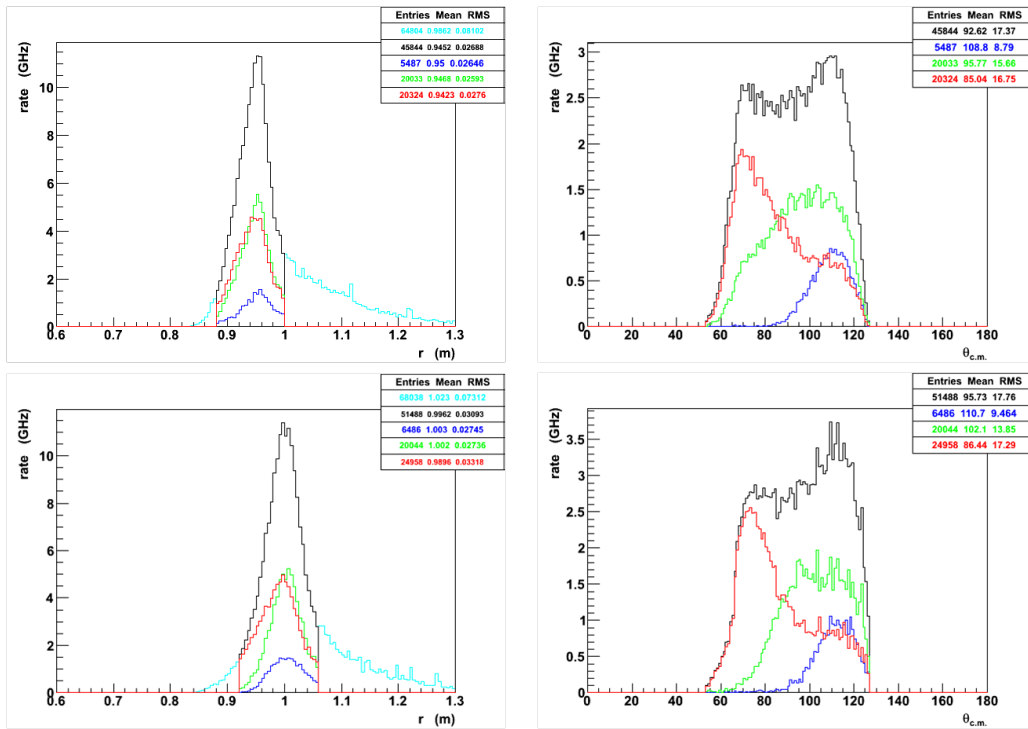 Entries Mean RMS
64804 0.9862 0.08102
45844 0.9452 0.02688
5487 0.95 0.02646
20033 0.9468 0.02593
20324 0.9423 0.0276
rate (GHz)
10
8
6
4
2
0
0.6 0.7 0.8 0.9 1 1.1 1.2 1.3
r (m)
Entries Mean RMS
45844 92.62 17.37
5487 108.8 8.79
20033 95.77 15.66
20324 85.04 16.75
rate (GHz)
3
2.5
2
1.5
1
0.5
0
0 20 40 60 80 100 120 140 160 180
θc.m.
Entries Mean RMS
68038 1.023 0.07312
51488 0.9962 0.03093
6486 1.003 0.02745
20044 1.002 0.02736
24958 0.9896 0.03318
rate (GHz)
10
8
6
4
2
0
0.6 0.7 0.8 0.9 1 1.1 1.2 1.3
r (m)
Entries Mean RMS
51488 95.73 17.76
6486 110.7 9.464
20044 102.1 13.85
24958 86.44 17.29
rate (GHz)
3.5
3
2.5
2
1.5
1
0.5
0
0 20 40 60 80 100 120 140 160 180
θc.m.